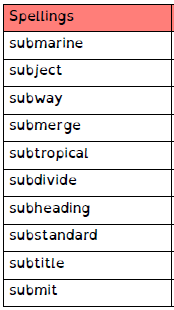 Spellings
submarine
subject
subway
submerge
subtropical
subdivide
subheading
substandard
subtitle
submit